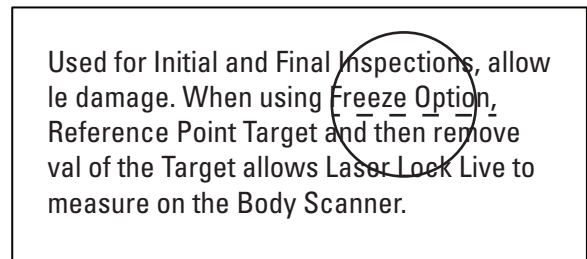 Used for Initial and Final Inspections, allow
le damage. When using Freeze Option,
Reference Point Target and then remove
val of the Target allows Lasor Lock Live to
measure on the Body Scanner.